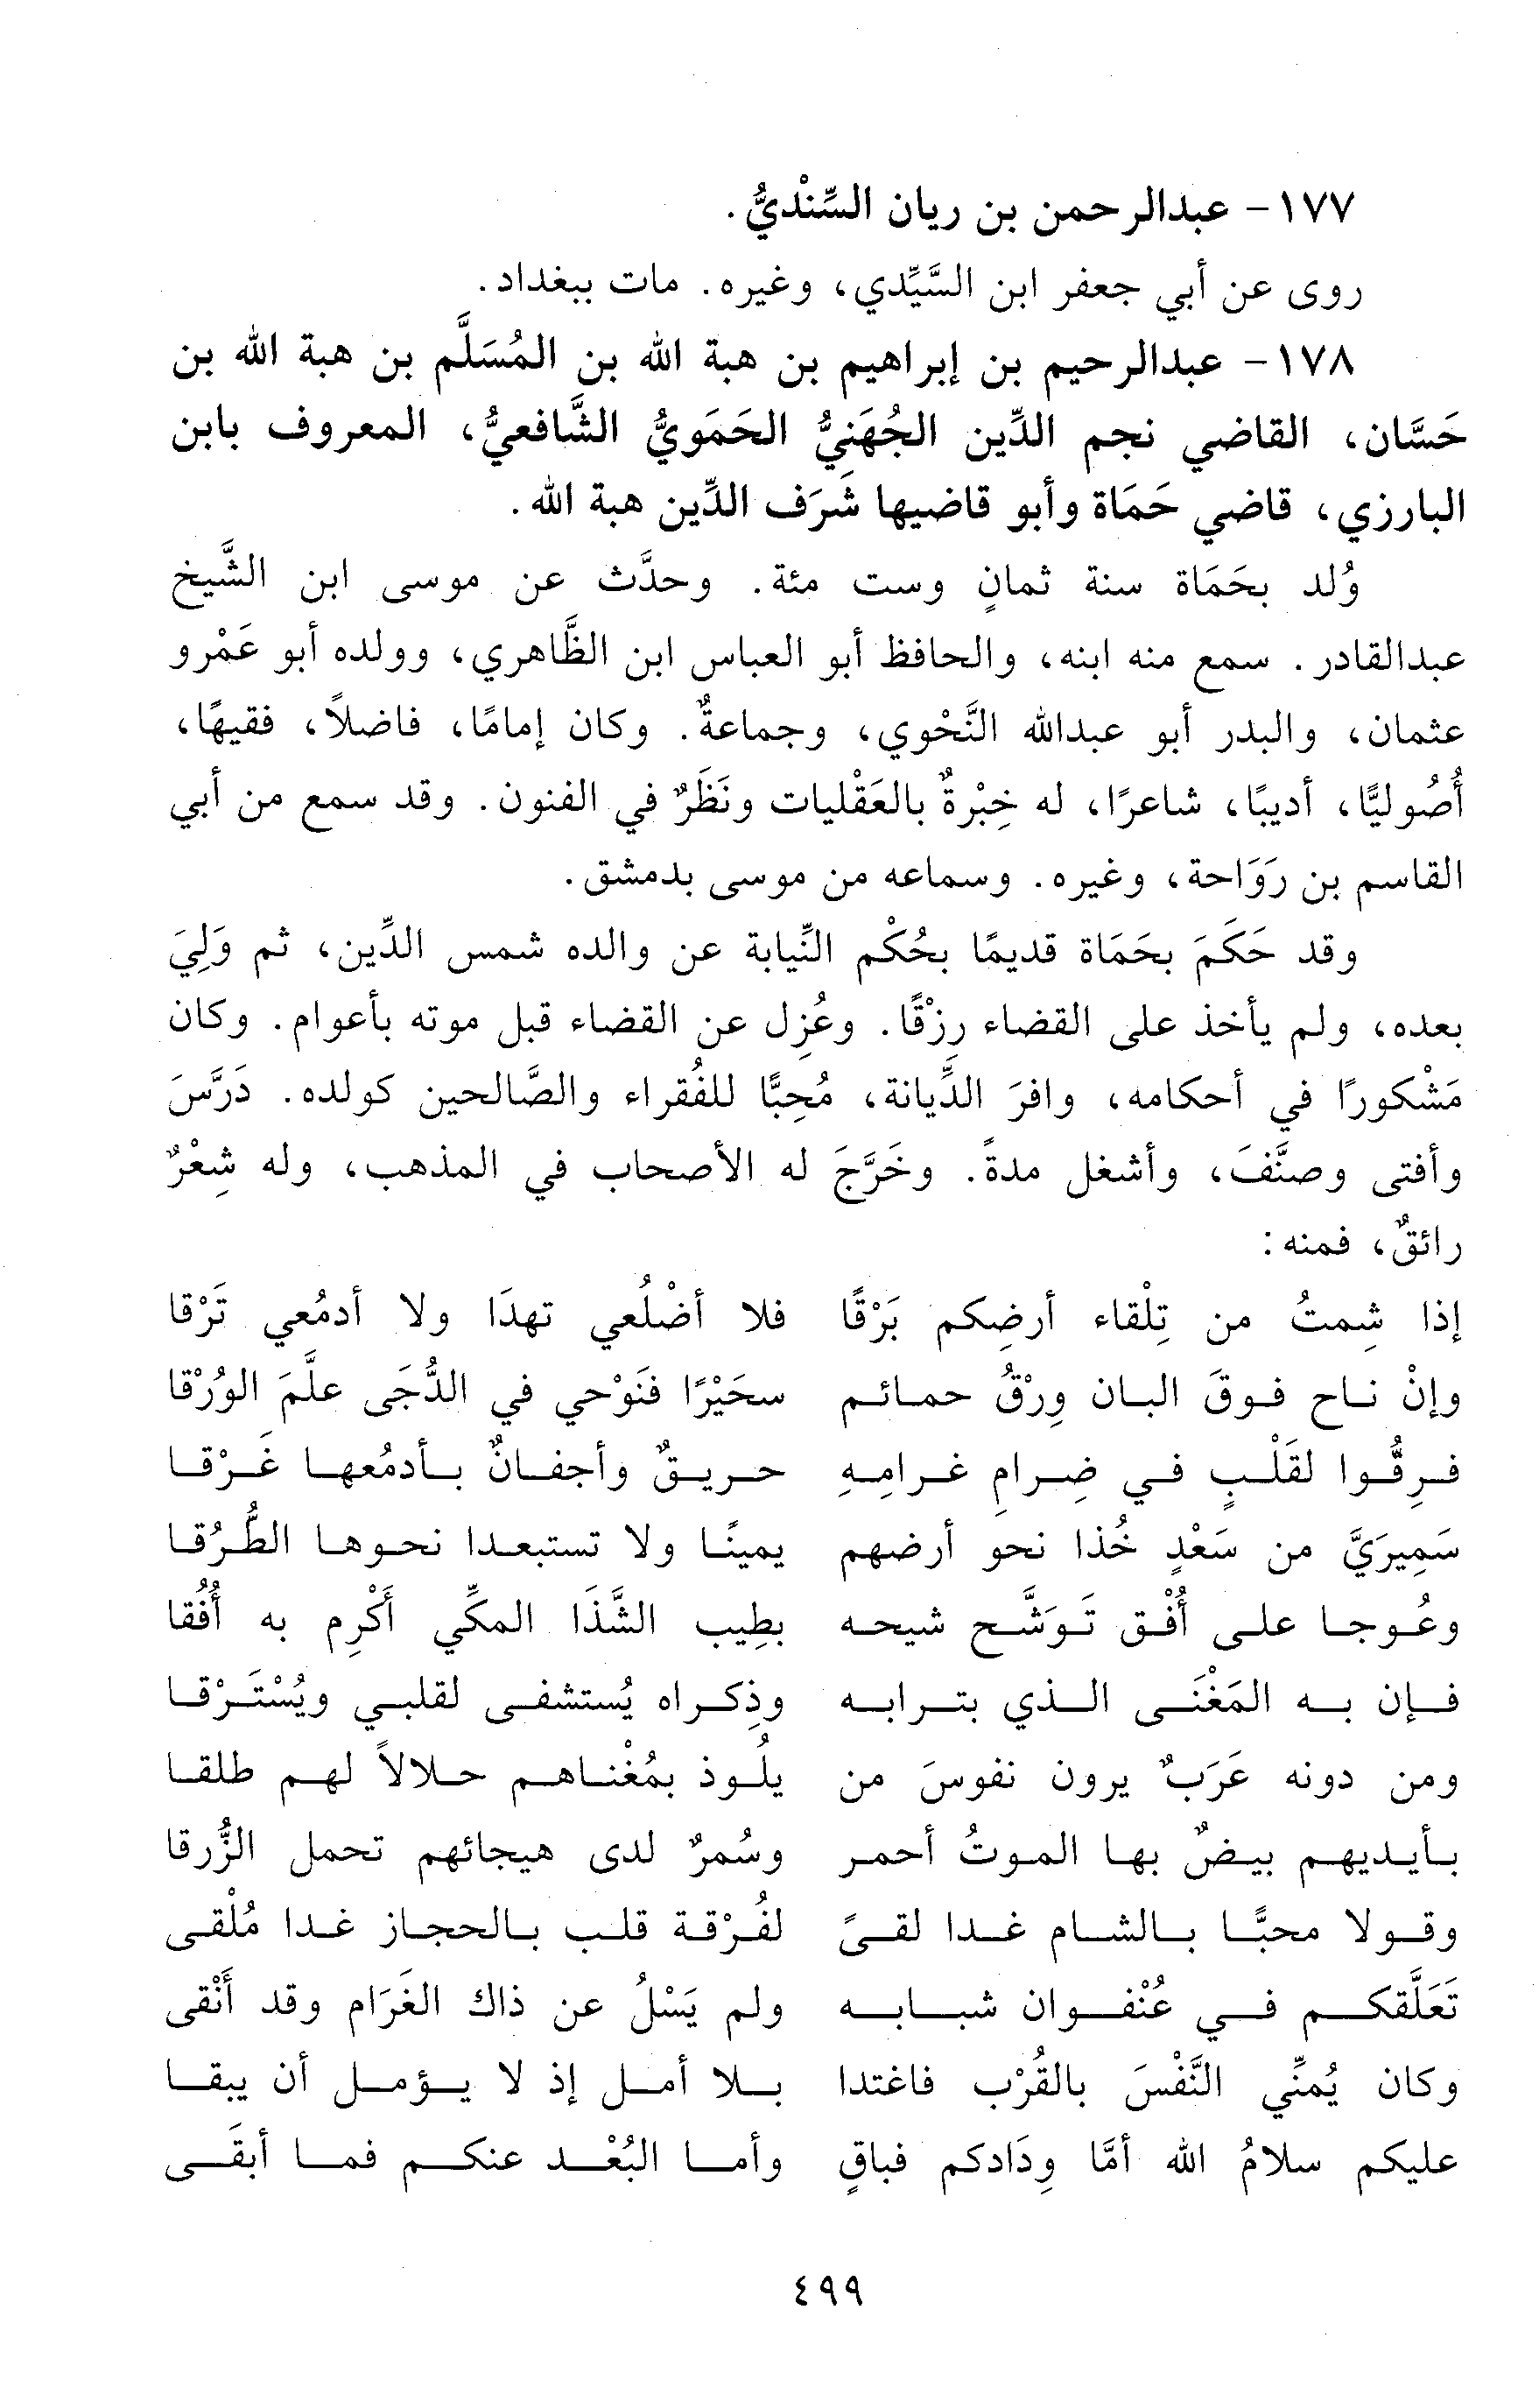 ١٧٧ - عبدالرحمن بن ريان السِّنْديُّ.
روى عن أبي جعفر ابن السَّيِّدي، وغيره. مات ببغداد.
١٧٨ - عبدالرحيم بن إبراهيم بن هبة الله بن المُسَلَّم بن هبة الله بن
حَسَّان، القاضي نجم الدِّين الجُهَنِيُّ الحَمَويُّ الشَّافعيُّ، المعروف بابن
البارزي، قاضي حَمَاة وأبو قاضيها شَرَف الدِّين هبة الله.
وُلد بحَمَاة سنة ثمانٍ وست مئة. وحدَّث عن موسى ابن الشَّيخ
عبدالقادر. سمع منه ابنه، والحافظ أبو العباس ابن الظَّاهري، وولده أبو عَمْرو
عثمان، والبدر أبو عبدالله النَّحْوي، وجماعةٌ. وكان إمامًا، فاضلاً، فقيهًا،
أُصُوليًّا، أديبًا، شاعرًا، له خِبْرةٌ بالعَقْليات ونَظَرٌ في الفنون. وقد سمع من أبي
القاسم بن رَوَاحة، وغيره. وسماعه من موسى بدمشق.
وقد حَكَمَ بحَمَاة قديمًا بحُكْم النِّيابة عن والده شمس الدِّين، ثم وَلِيَ
بعده، ولم يأخذ على القضاء رِزْقًا. وعُزِل عن القضاء قبل موته بأعوام. وكان
مَشْكورًا في أحكامه، وافرَ الدِّيانة، مُحِبًّا للفُقراء والصَّالحين كولده. دَرَّسَ
وأفتى وصنَّفَ، وأشغل مدةً. وخَرَّجَ له الأصحاب في المذهب، وله شِعْرٌ
رائقٌ، فمنه:
إذا شِمتُ من تِلْقاء أرضِكم بَرْقًا فلا أضْلُعي تهدَا ولا أدمُعي تَرْقا
وإنْ ناح فوقَ البان وِرْقُ حمائم سحَيْرًا فنَوْحي في الدُّجَى علَّمَ الوُرْقا
فرِقُّوا لقَلْبٍ في ضِرامِ غرامِهِ حريقٌ وأجفانٌ بأدمُعها غَرْقا
سَمِيرَيَّ من سَعْدٍ خُذا نحو أرضهم يمينًا ولا تستبعدا نحوها الطُّرُقا
وعُوجا على أُفْق تَوَشَّح شيحه بطِيب الشَّذَا المكِّي أَكْرِم به أُفُقا
فإن به المَغْنَى الذي بترابه وذِكراه يُستشفى لقلبي ويُسْتَرْقا
ومن دونه عَرَبٌ يرون نفوسَ من يلُوذ بمُغْناهم حلالاً لهم طلقا
بأيديهم بيضٌ بها الموتُ أحمر وسُمرٌ لدى هيجائهم تحمل الزُّرقا
وقولا محبًّا بالشام غدا لقىً لفُرْقة قلب بالحجاز غدا مُلْقى
تَعَلَّقكم في عُنْفوان شبابه ولم يَسْلُ عن ذاك الغَرَام وقد أَنْقى
وكان يُمنِّي النَّفْسَ بالقُرْب فاغتدا بلا أمل إذ لا يؤمل أن يبقا
عليكم سلامُ الله أمَّا وِدَادكم فباقٍ وأما البُعْد عنكم فما أبقَى
٤٩٩